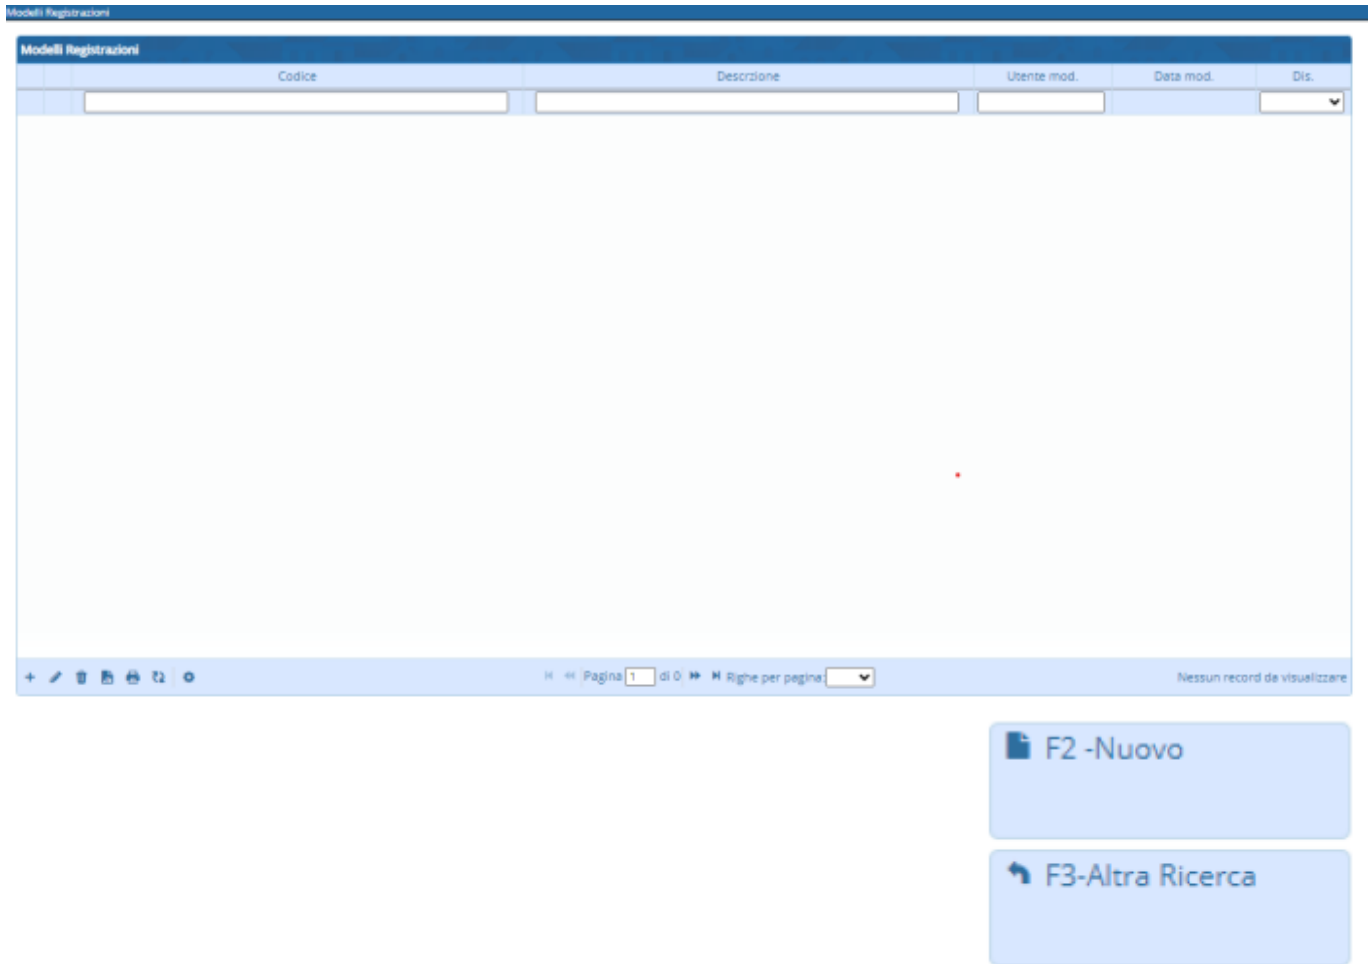 Modelli Registrazioni
Modelli Registrazioni
Codice Descrzione Utente mod. Data mod. Dis.
Pagina 1 di 0 Righe per pagina: Nessun record da visualizzare
F2 -Nuovo
F3-Altra Ricerca